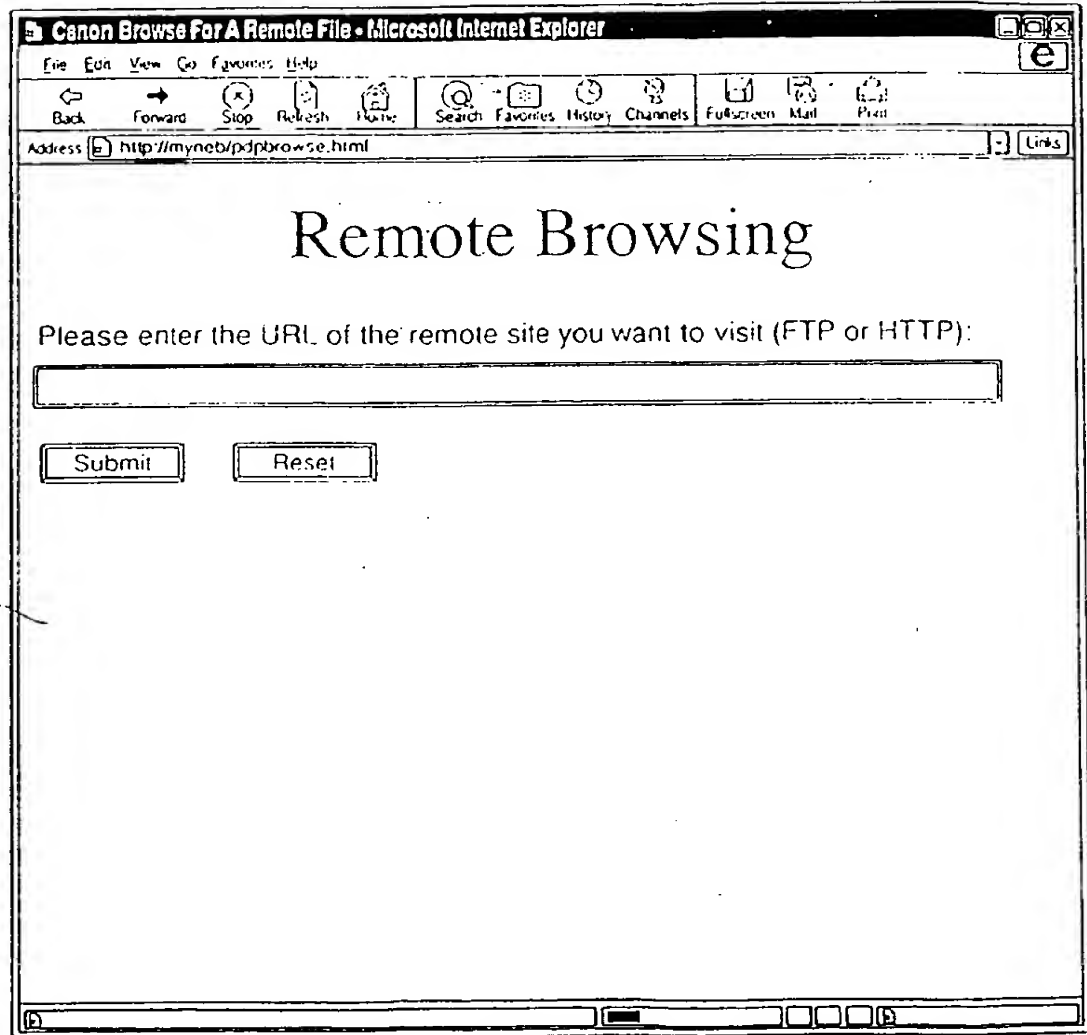 Canon Browse For A Remote File - Microsoft Internet Explorer
File Edit View Go Favorites Help
Back Forward Stop Refresh Home Search Favorites History Channels Fullscreen Mail Print
Address http://myneb/pdpbrowse.html Links
Remote Browsing
Please enter the URL of the remote site you want to visit (FTP or HTTP):
Submit Reset